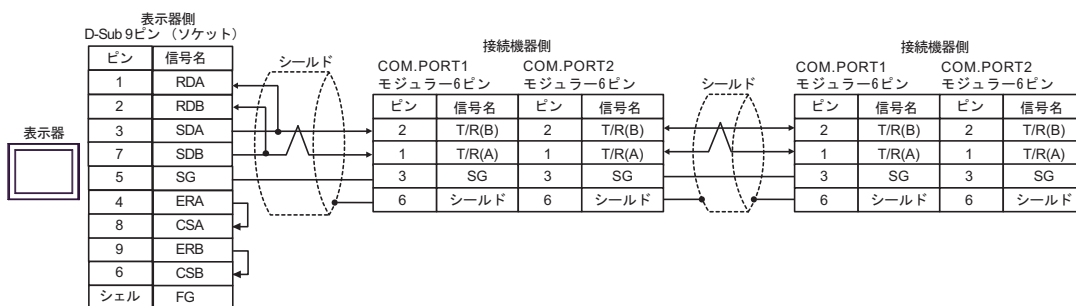 表示器側
D-Sub 9ピン （ソケット）
ピン 信号名
1 RDA
2 RDB
3 SDA
7 SDB
5 SG
4 ERA
8 CSA
9 ERB
6 CSB
シェル FG
表示器
シールド
接続機器側
COM.PORT1 COM.PORT2
モジュラー6ピン モジュラー6ピン
ピン 信号名 ピン 信号名
2 T/R(B) 2 T/R(B)
1 T/R(A) 1 T/R(A)
3 SG 3 SG
6 シールド 6 シールド
シールド
接続機器側
COM.PORT1 COM.PORT2
モジュラー6ピン モジュラー6ピン
ピン 信号名 ピン 信号名
2 T/R(B) 2 T/R(B)
1 T/R(A) 1 T/R(A)
3 SG 3 SG
6 シールド 6 シールド